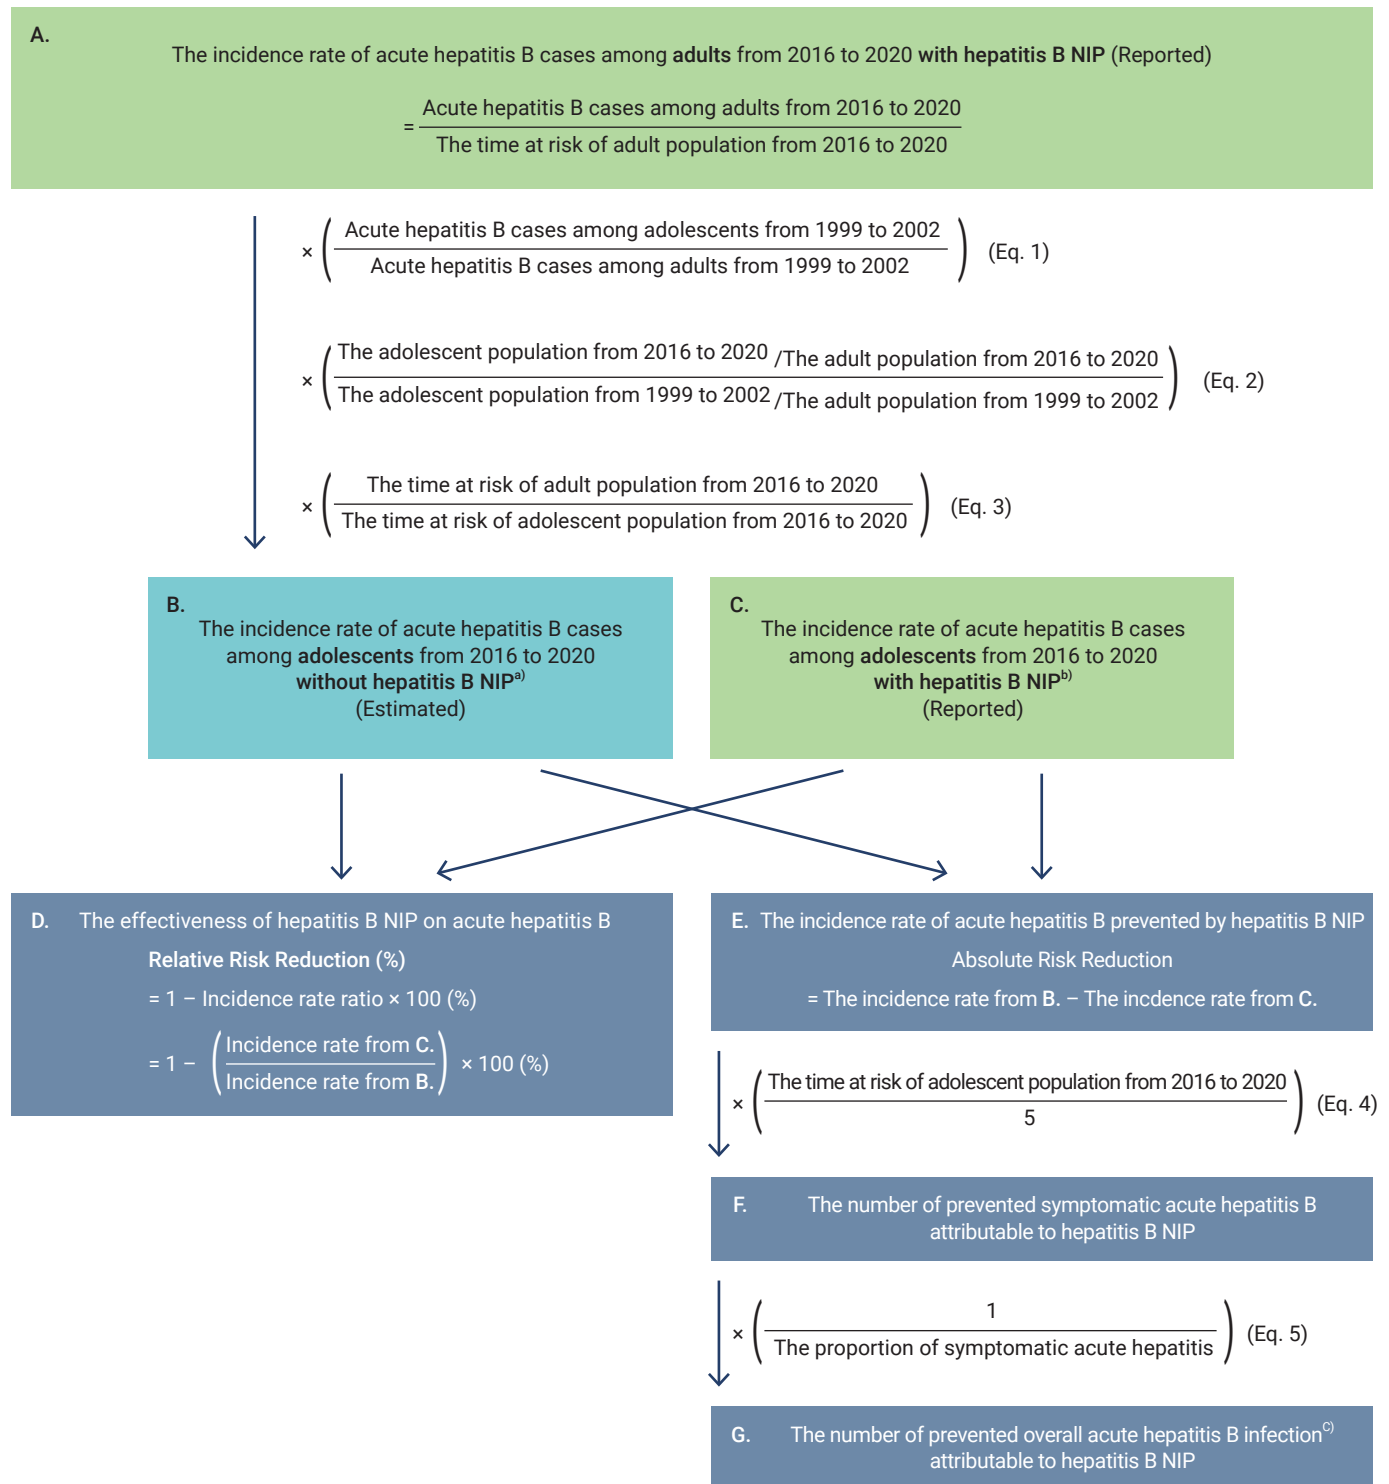 A.
The incidence rate of acute hepatitis B cases among adults from 2016 to 2020 with hepatitis B NIP (Reported)
= Acute hepatitis B cases among adults from 2016 to 2020
The time at risk of adult population from 2016 to 2020
× ( Acute hepatitis B cases among adolescents from 1999 to 2002
Acute hepatitis B cases among adults from 1999 to 2002 ) (Eq. 1)
× ( The adolescent population from 2016 to 2020 /The adult population from 2016 to 2020
The adolescent population from 1999 to 2002 /The adult population from 1999 to 2002 ) (Eq. 2)
× ( The time at risk of adult population from 2016 to 2020
The time at risk of adolescent population from 2016 to 2020 ) (Eq. 3)
B.
The incidence rate of acute hepatitis B cases
among adolescents from 2016 to 2020
without hepatitis B NIP a)
(Estimated)
C.
The incidence rate of acute hepatitis B cases
among adolescents from 2016 to 2020
with hepatitis B NIP b)
(Reported)
D. The effectiveness of hepatitis B NIP on acute hepatitis B
Relative Risk Reduction (%)
= 1 – Incidence rate ratio × 100 (%)
= 1 – ( Incidence rate from C.
Incidence rate from B. ) × 100 (%)
E. The incidence rate of acute hepatitis B prevented by hepatitis B NIP
Absolute Risk Reduction
= The incidence rate from B. – The incdence rate from C.
× ( The time at risk of adolescent population from 2016 to 2020
5 ) (Eq. 4)
F. The number of prevented symptomatic acute hepatitis B
attributable to hepatitis B NIP
× ( 1
The proportion of symptomatic acute hepatitis ) (Eq. 5)
G. The number of prevented overall acute hepatitis B infection C)
attributable to hepatitis B NIP